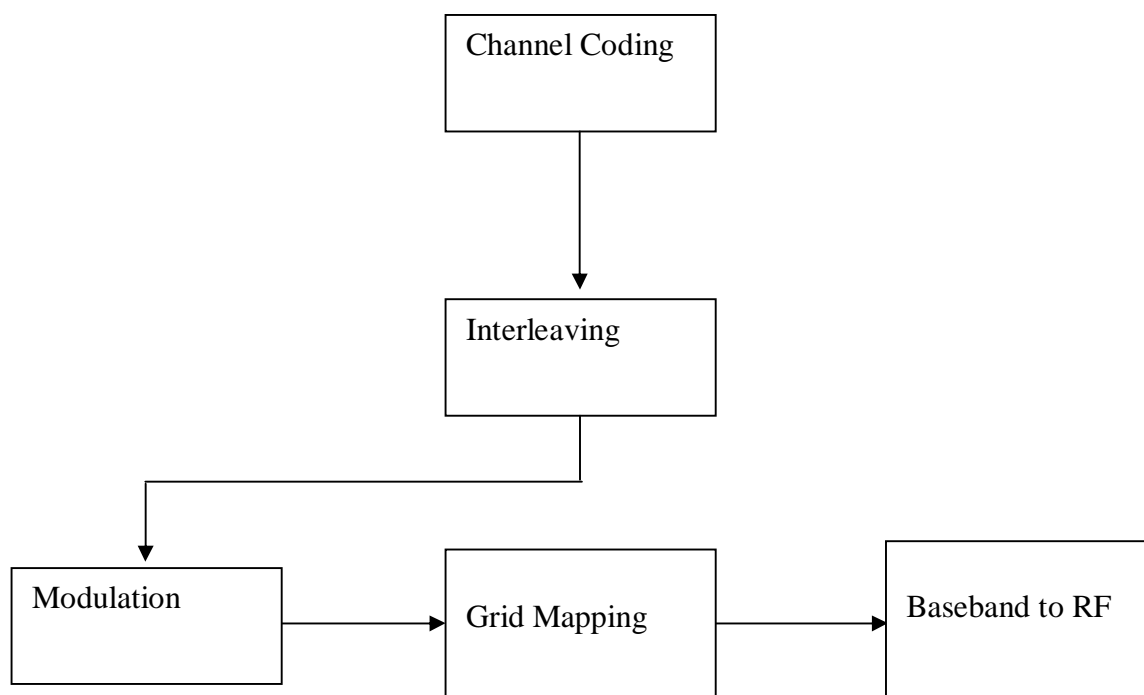 Channel Coding
Interleaving
Modulation
Grid Mapping
Baseband to RF